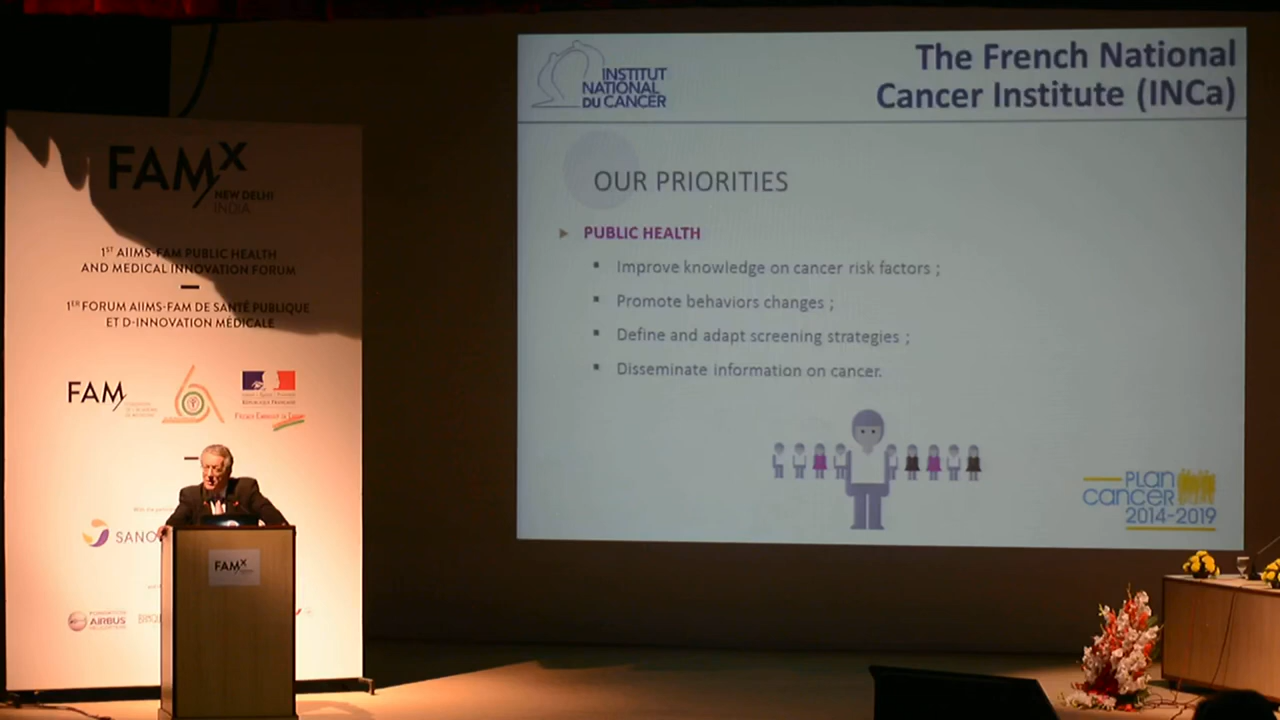 FAMx
NEW DELHI
INDIA
1ST AIIMS-FAM PUBLIC HEALTH
AND MEDICAL INNOVATION FORUM
1ER FORUM AIIMS-FAM DE SANTÉ PUBLIQUE
ET D-INNOVATION MÉDICALE
FAM
SANO
AIRBUS
FAMx
INSTITUT
NATIONAL
DU CANCER
The French National
Cancer Institute (INCa)
OUR PRIORITIES
PUBLIC HEALTH
Improve knowledge on cancer risk factors ;
Promote behaviors changes ;
Define and adapt screening strategies ;
Disseminate information on cancer.
PLAN
CANCER
2014-2019